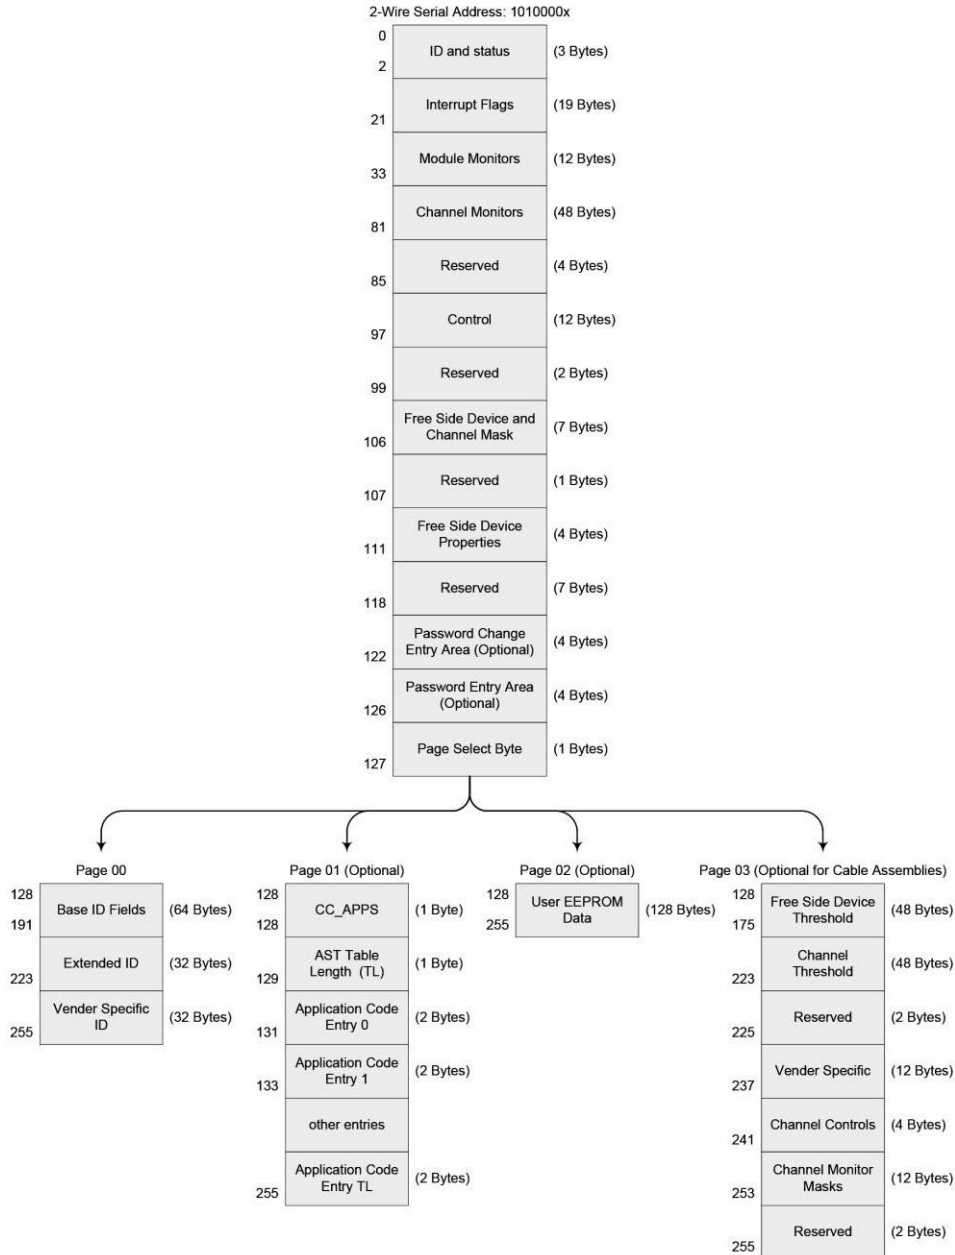 2-Wire Serial Address: 1010000x
0
ID and status
(3 Bytes)
2
Interrupt Flags
(19 Bytes)
21
Module Monitors
(12 Bytes)
33
Channel Monitors
(48 Bytes)
81
Reserved
(4 Bytes)
85
Control
(12 Bytes)
97
Reserved
(2 Bytes)
99
Free Side Device and
Channel Mask
(7 Bytes)
106
Reserved
(1 Bytes)
107
Free Side Device
Properties
(4 Bytes)
111
Reserved
(7 Bytes)
118
Password Change
Entry Area (Optional)
(4 Bytes)
122
Password Entry Area
(Optional)
(4 Bytes)
126
Page Select Byte
(1 Bytes)
127
Page 00
128
Base ID Fields
(64 Bytes)
191
Extended ID
(32 Bytes)
223
Vender Specific
ID
(32 Bytes)
255
Page 01 (Optional)
128
CC_APPS
(1 Byte)
128
AST Table
Length (TL)
(1 Byte)
129
Application Code
Entry 0
(2 Bytes)
131
Application Code
Entry 1
(2 Bytes)
133
other entries
Application Code
Entry TL
(2 Bytes)
255
Page 02 (Optional)
128
User EEPROM
Data
(128 Bytes)
255
Page 03 (Optional for Cable Assemblies)
128
Free Side Device
Threshold
(48 Bytes)
175
Channel
Threshold
(48 Bytes)
223
Reserved
(2 Bytes)
225
Vender Specific
(12 Bytes)
237
Channel Controls
(4 Bytes)
241
Channel Monitor
Masks
(12 Bytes)
253
Reserved
(2 Bytes)
255